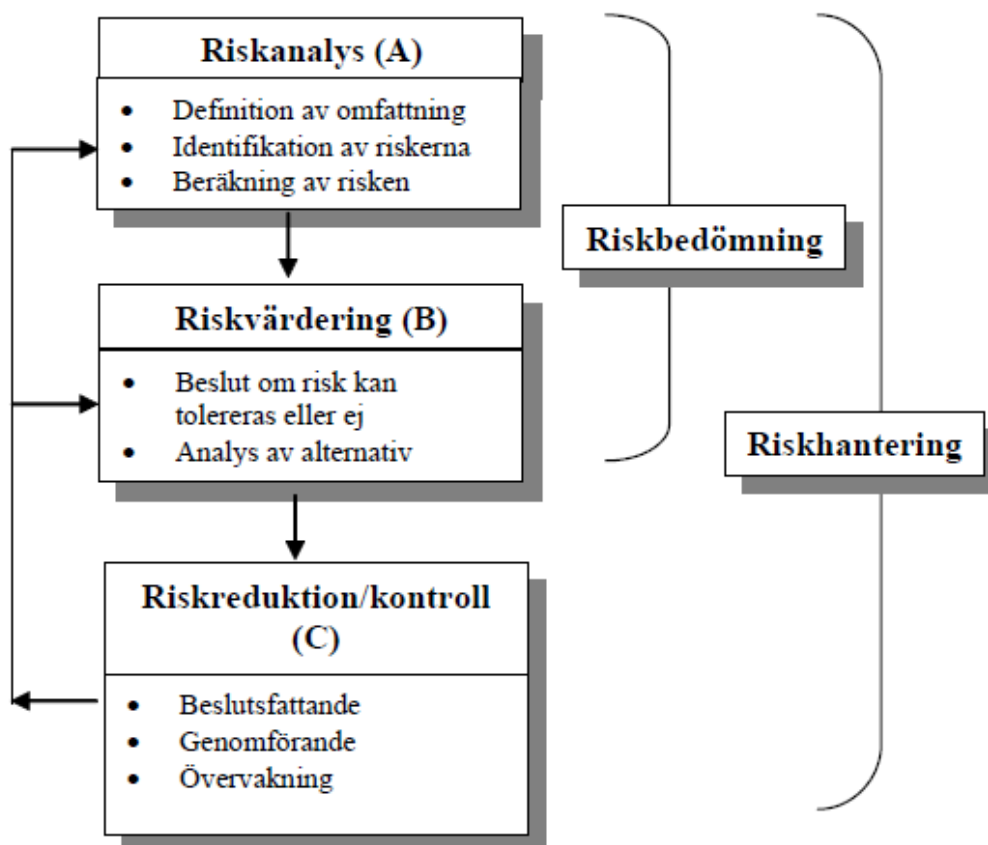 Riskanalys (A)
• Definition av omfattning
• Identifikation av riskerna
• Beräkning av risken
Riskbedömning
Riskvärdering (B)
• Beslut om risk kan
tolereras eller ej
• Analys av alternativ
Riskhantering
Riskreduktion/kontroll
(C)
• Beslutsfattande
• Genomförande
• Övervakning